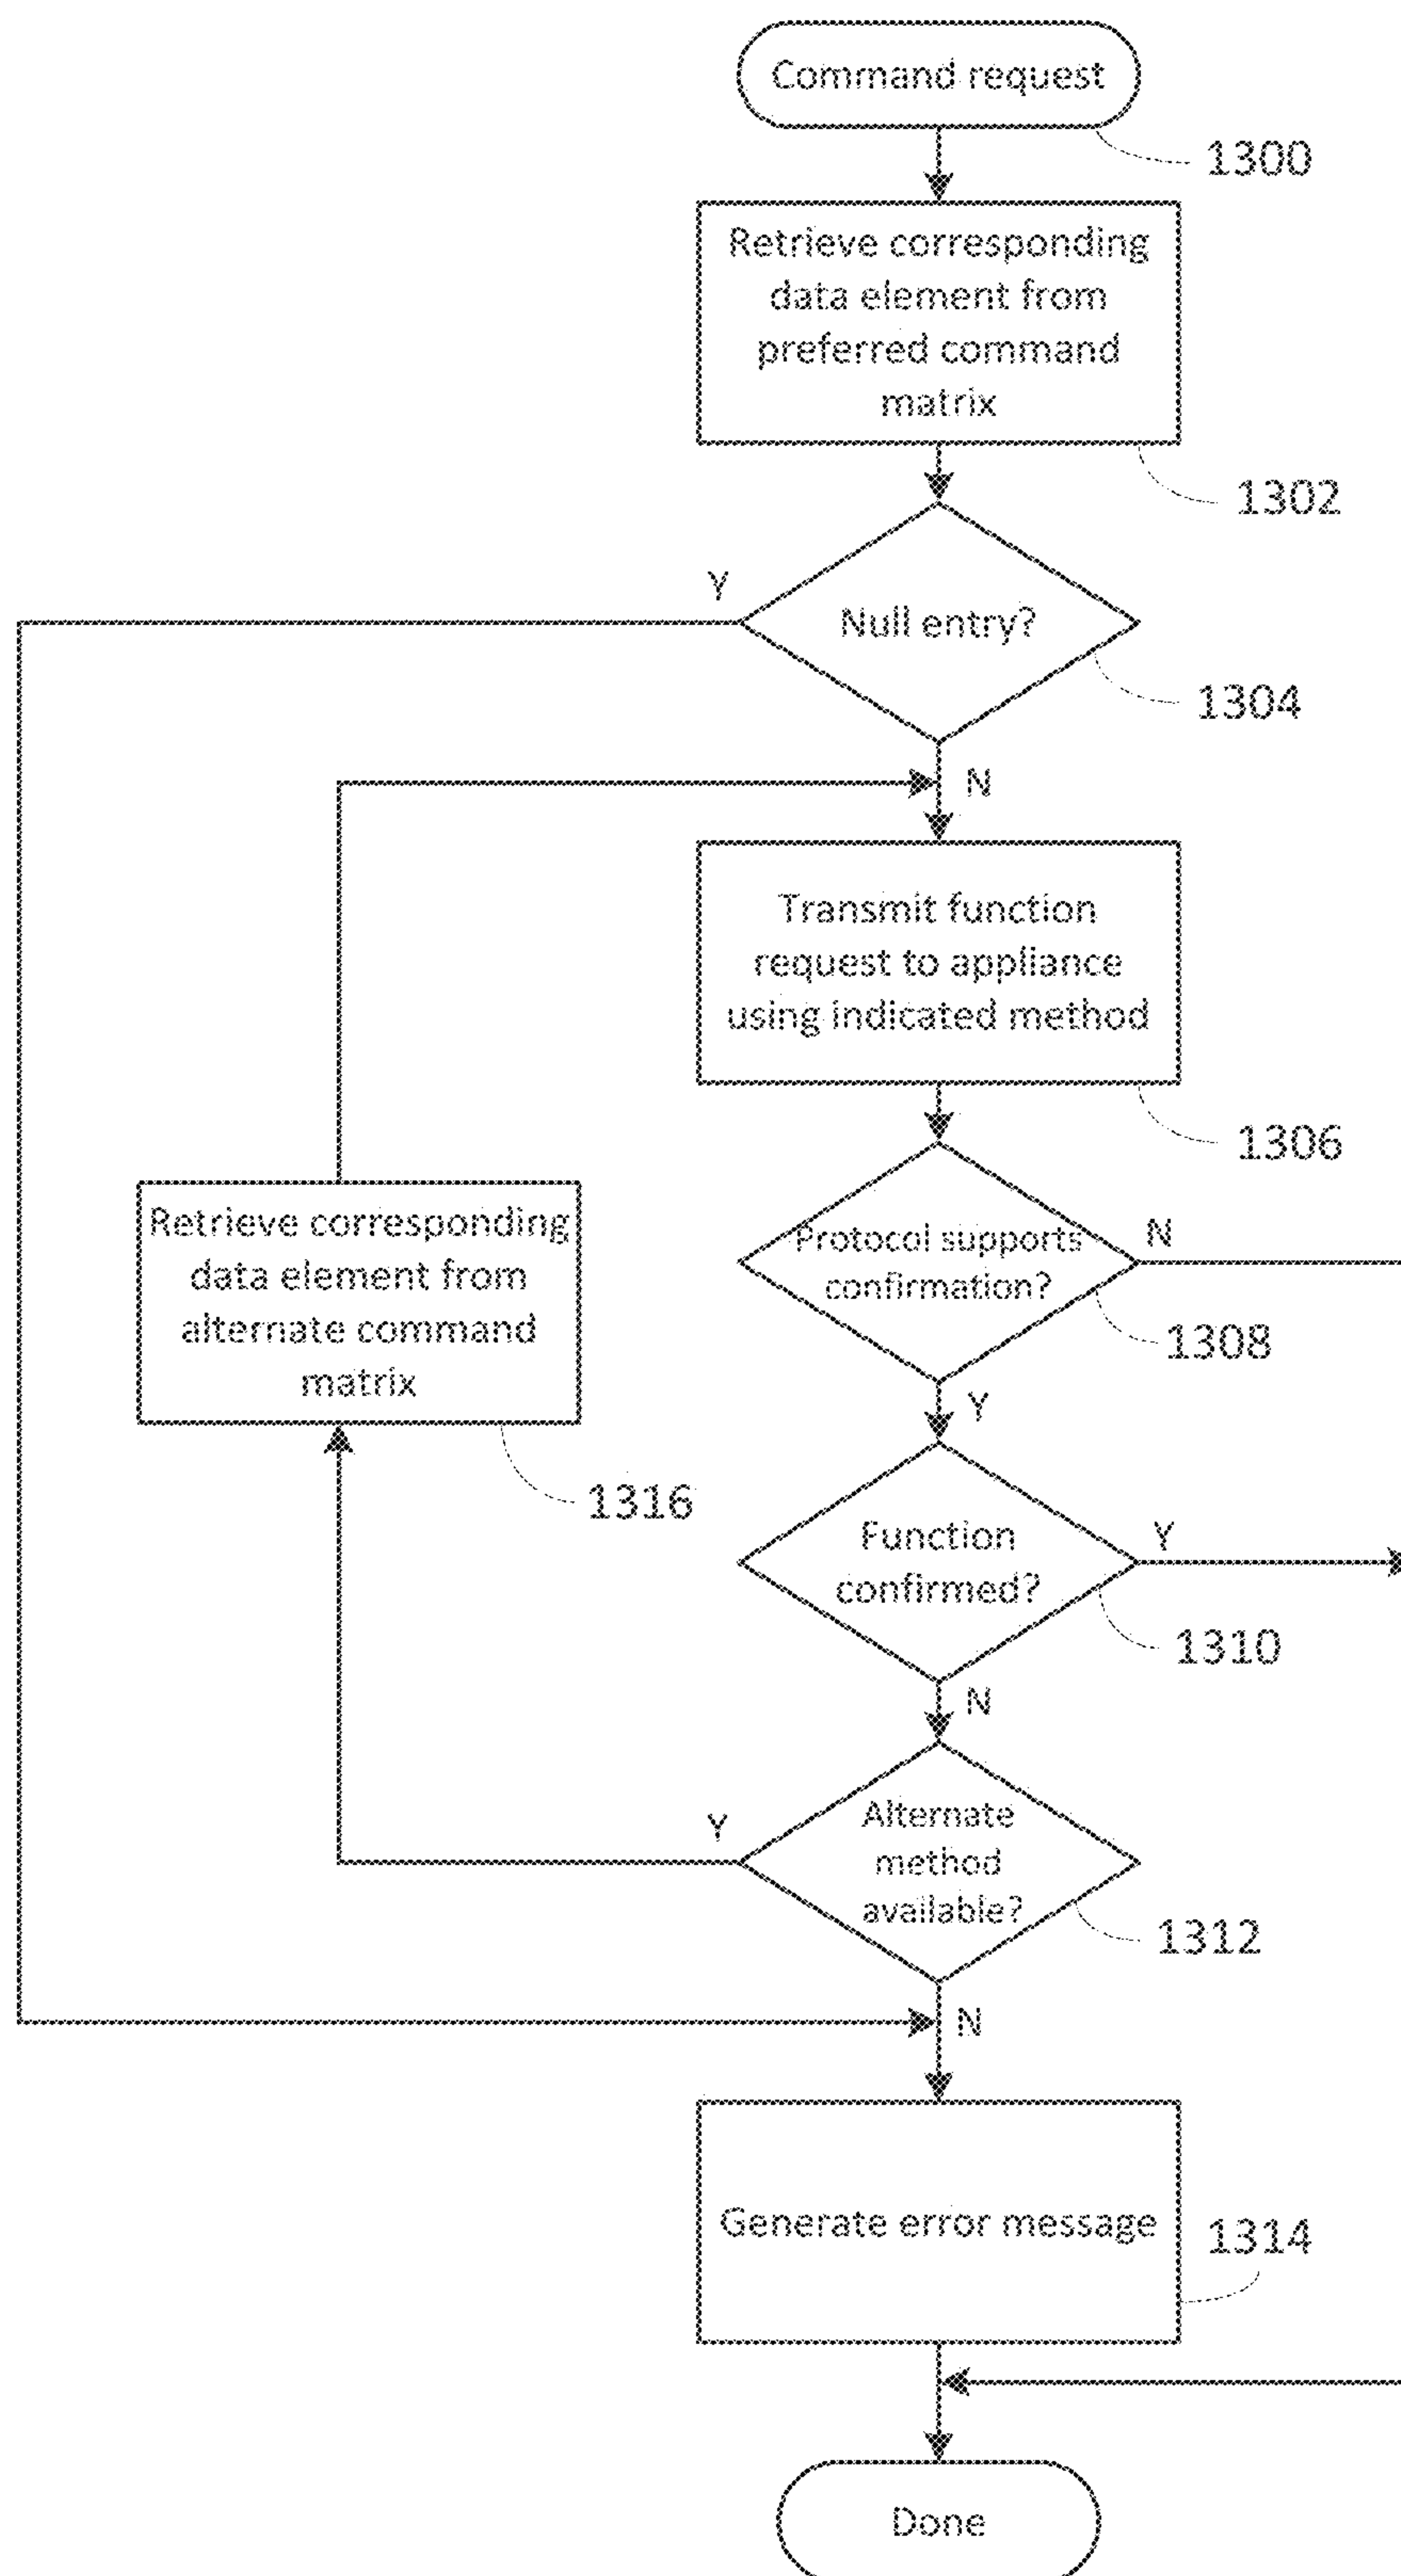 Command request
1300
Retrieve corresponding
data element from
preferred command
matrix
1302
Y
Null entry?
1304
N
Transmit function
request to appliance
using indicated method
1306
Protocol supports
confirmation?
N
1308
Retrieve corresponding
data element from
alternate command
matrix
1316
Y
Function
confirmed?
Y
1310
N
Alternate
method
available?
Y
1312
N
Generate error message
1314
Done